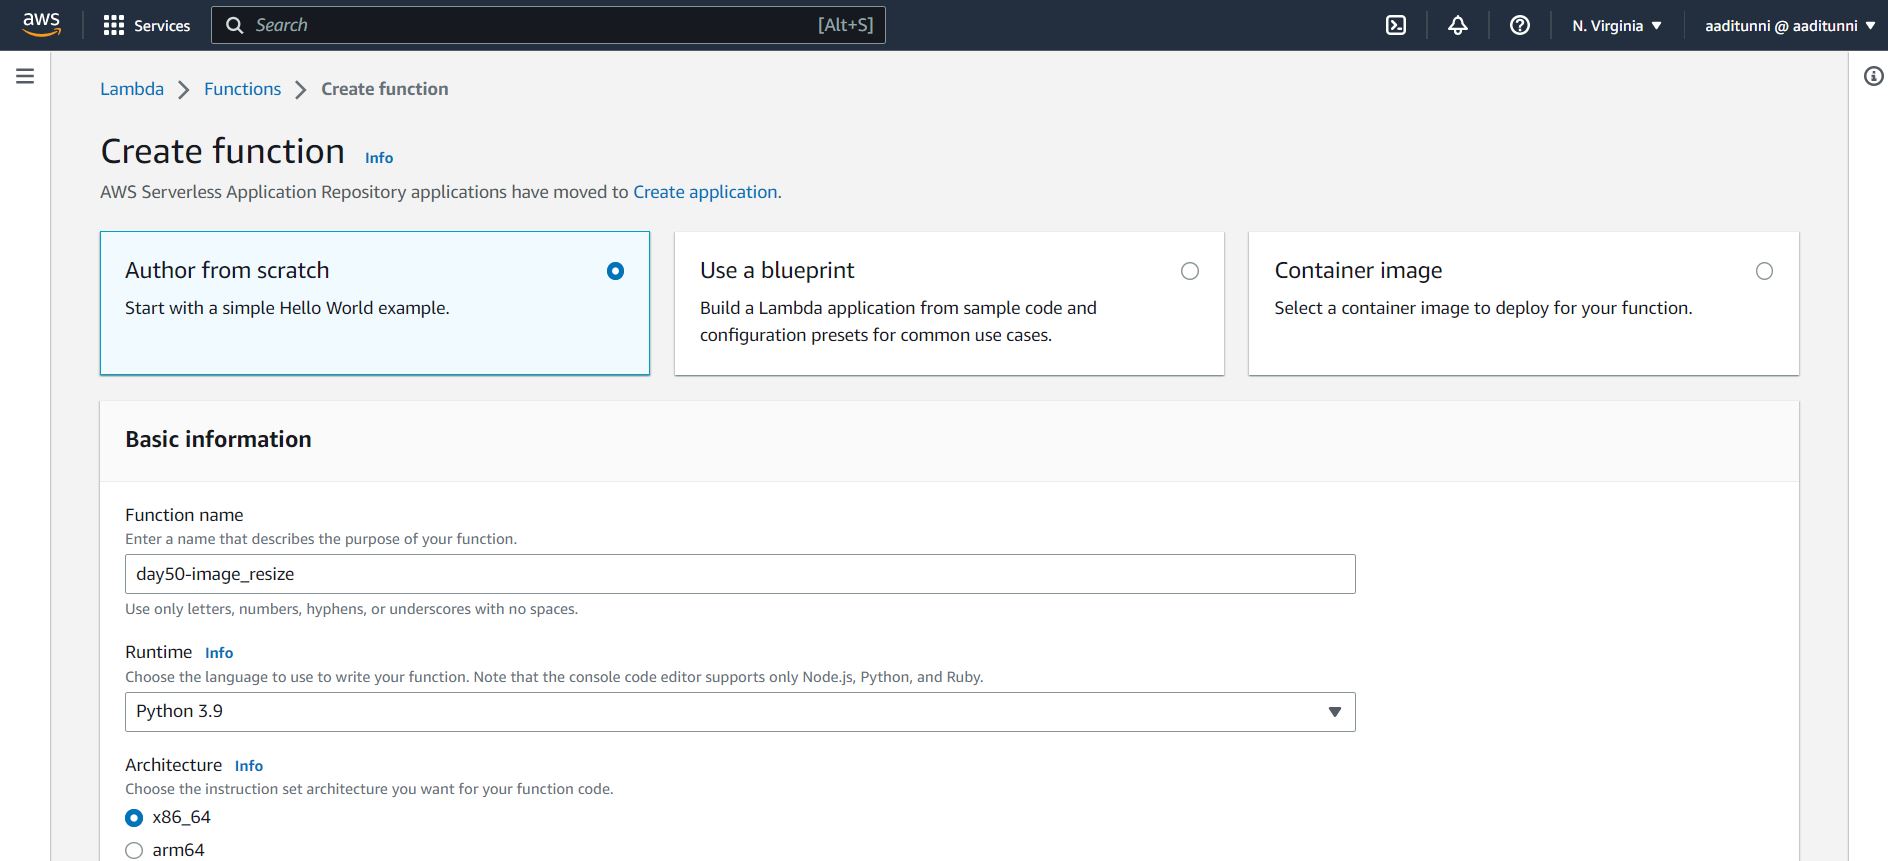 aws Services Search [Alt+S] N. Virginia aaditunni @ aaditunni
Lambda Functions Create function
Create function Info
AWS Serverless Application Repository applications have moved to Create application.
Author from scratch
Start with a simple Hello World example.
Use a blueprint
Build a Lambda application from sample code and
configuration presets for common use cases.
Container image
Select a container image to deploy for your function.
Basic information
Function name
Enter a name that describes the purpose of your function.
day50-image_resize
Use only letters, numbers, hyphens, or underscores with no spaces.
Runtime Info
Choose the language to use to write your function. Note that the console code editor supports only Node.js, Python, and Ruby.
Python 3.9
Architecture Info
Choose the instruction set architecture you want for your function code.
x86_64
arm64